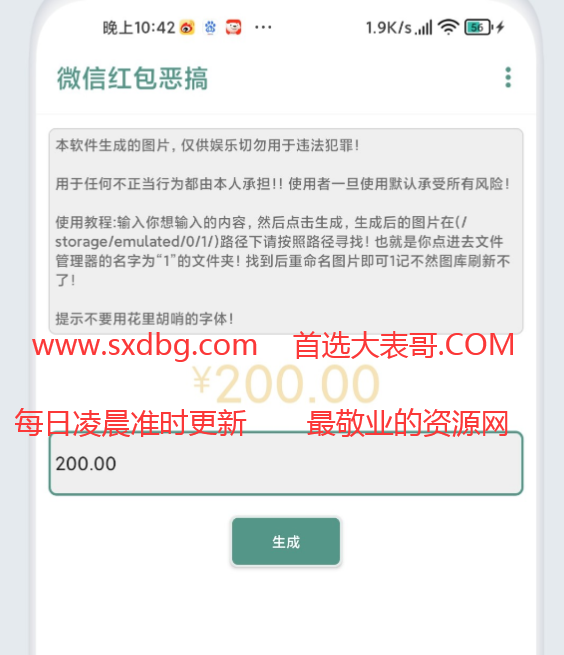 晚上10:42 ··· 1.9K/s 56
微信红包恶搞
本软件生成的图片，仅供娱乐切勿用于违法犯罪！
用于任何不正当行为都由本人承担！！使用者一旦使用默认承受所有风险！
使用教程:输入你想输入的内容，然后点击生成，生成后的图片在(/
storage/emulated/0/1/)路径下请按照路径寻找！也就是你点进去文件
管理器的名字为“1”的文件夹！找到后重命名图片即可1记不然图库刷新不
了！
提示不要用花里胡哨的字体！
www.sxdbg.com 首选大表哥.COM
¥200.00
每日凌晨准时更新 最敬业的资源网
200.00
生成